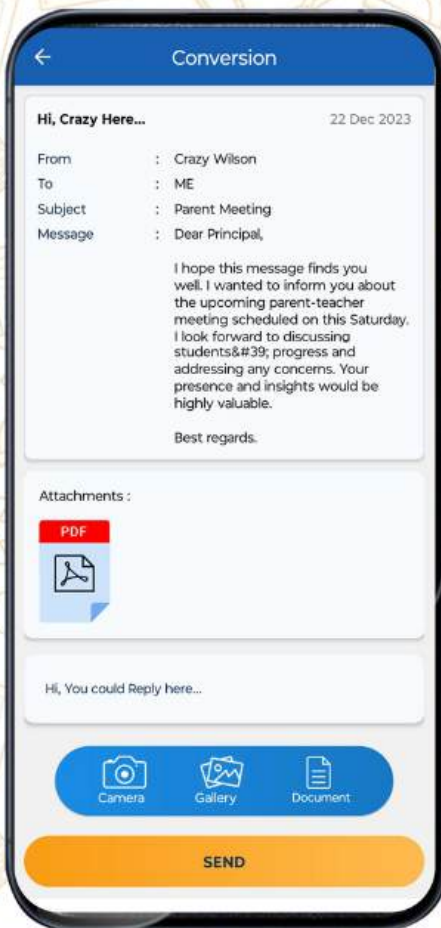 Conversion
Hi, Crazy Here... 22 Dec 2023
From : Crazy Wilson
To : ME
Subject : Parent Meeting
Message : Dear Principal,
I hope this message finds you
well. I wanted to inform you about
the upcoming parent-teacher
meeting scheduled on this Saturday.
I look forward to discussing
students&#39; progress and
addressing any concerns. Your
presence and insights would be
highly valuable.
Best regards.
Attachments :
PDF
Hi, You could Reply here...
Camera Gallery Document
SEND